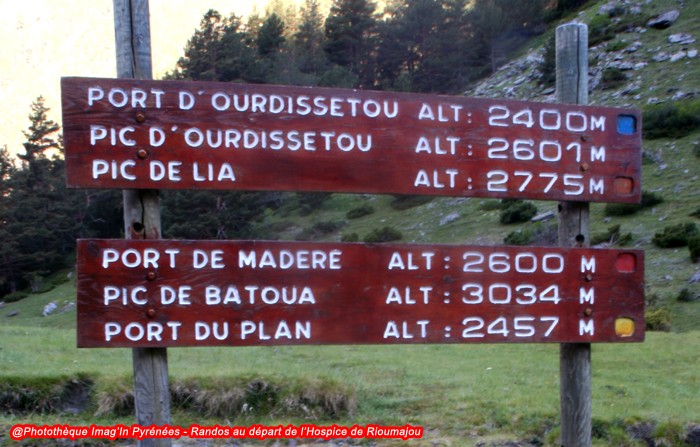 PORT D'OURDISSETOU ALT: 2400M
PIC D'OURDISSETOU ALT: 2601M
PIC DE LIA ALT: 2775M
PORT DE MADERE ALT: 2600 M
PIC DE BATOUA ALT: 3034 M
PORT DU PLAN ALT: 2457 M
@Photothèque Imag'In Pyrénées - Randos au départ de l'Hospice de Rioumajou